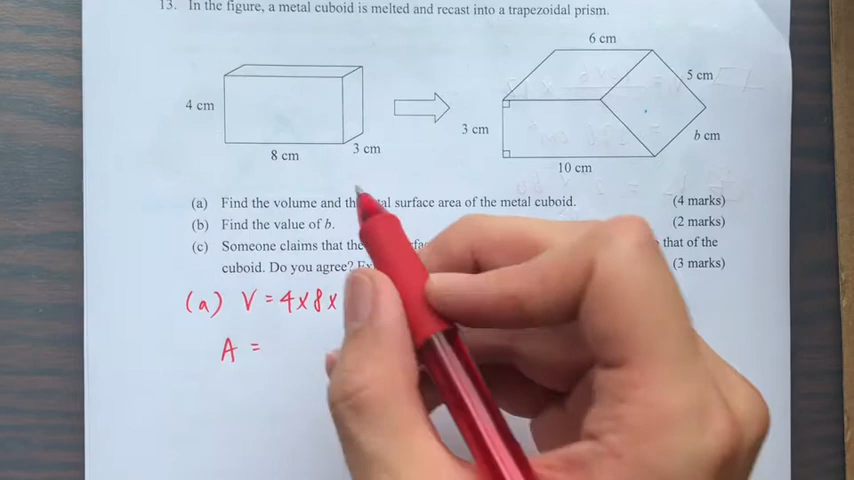 13. In the figure, a metal cuboid is melted and recast into a trapezoidal prism.
6 cm
5 cm
4 cm
3 cm
b cm
8 cm
3 cm
10 cm
(a) Find the volume and the total surface area of the metal cuboid. (4 marks)
(b) Find the value of b. (2 marks)
(c) Someone claims that the that of the
cuboid. Do you agree? (3 marks)
(a) V = 4 x 8 x
A =